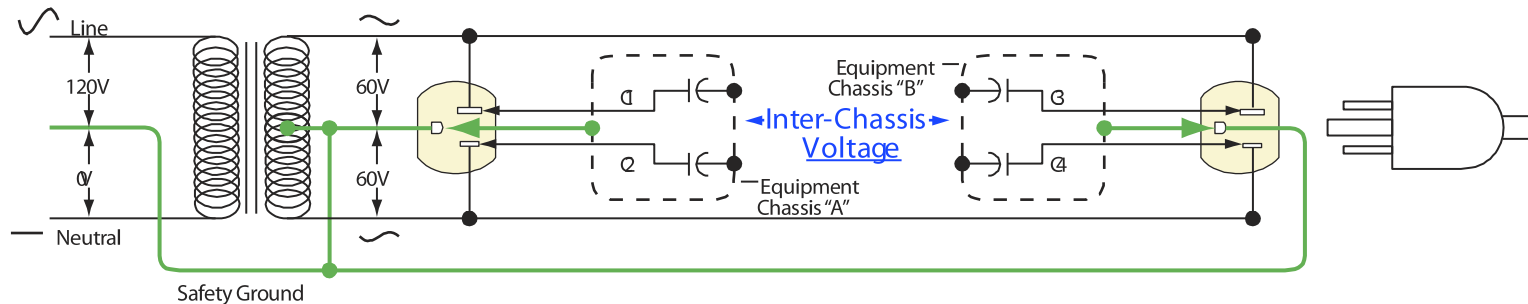 Line
120V
0V
Neutral
Safety Ground
60V
60V
C1
C2
Equipment
Chassis "A"
Inter-Chassis
Voltage
Equipment
Chassis "B"
C3
C4